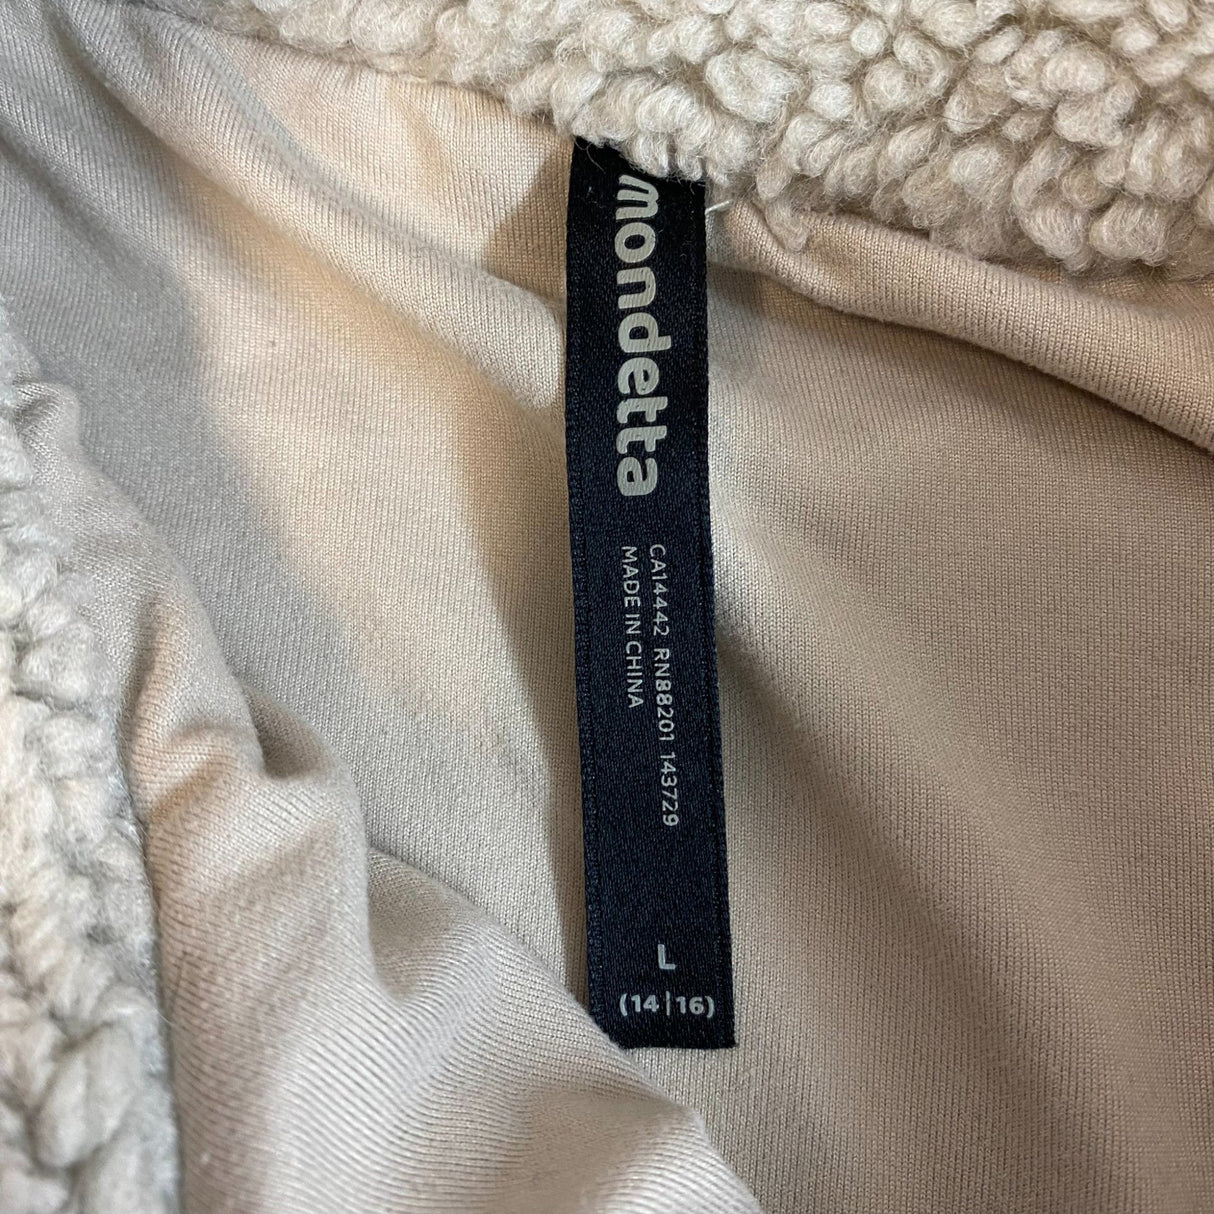 mondetta
CA14442 RN88201 143729
MADE IN CHINA
L
(14|16)